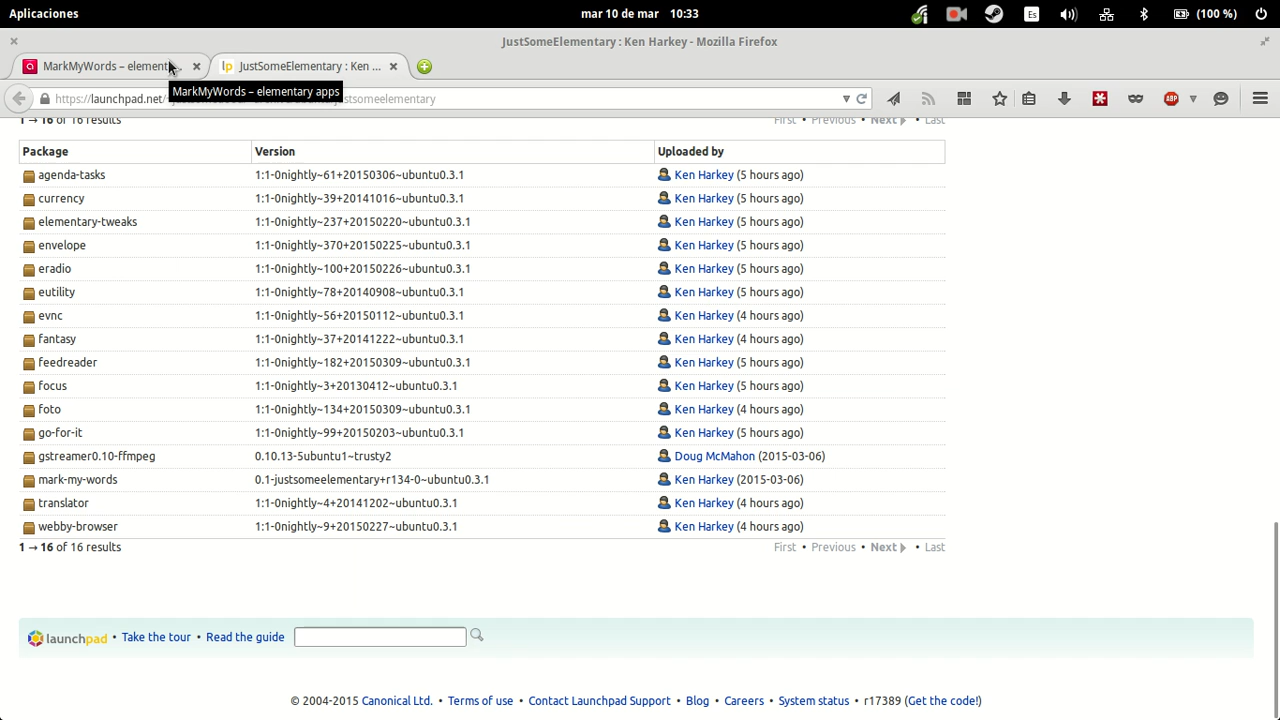 Aplicaciones mar 10 de mar 10:33 Es (100 %)
JustSomeElementary : Ken Harkey - Mozilla Firefox
MarkMyWords – element... lp JustSomeElementary : Ken ...
MarkMyWords – elementary apps
https://launchpad.net/ justsomeelementary ABP
1 → 16 of 16 results First • Previous • Next • Last
Package Version Uploaded by
agenda-tasks 1:1-0nightly~61+20150306~ubuntu0.3.1 Ken Harkey (5 hours ago)
currency 1:1-0nightly~39+20141016~ubuntu0.3.1 Ken Harkey (5 hours ago)
elementary-tweaks 1:1-0nightly~237+20150220~ubuntu0.3.1 Ken Harkey (5 hours ago)
envelope 1:1-0nightly~370+20150225~ubuntu0.3.1 Ken Harkey (5 hours ago)
eradio 1:1-0nightly~100+20150226~ubuntu0.3.1 Ken Harkey (5 hours ago)
eutility 1:1-0nightly~78+20140908~ubuntu0.3.1 Ken Harkey (5 hours ago)
evnc 1:1-0nightly~56+20150112~ubuntu0.3.1 Ken Harkey (4 hours ago)
fantasy 1:1-0nightly~37+20141222~ubuntu0.3.1 Ken Harkey (4 hours ago)
feedreader 1:1-0nightly~182+20150309~ubuntu0.3.1 Ken Harkey (5 hours ago)
focus 1:1-0nightly~3+20130412~ubuntu0.3.1 Ken Harkey (5 hours ago)
foto 1:1-0nightly~134+20150309~ubuntu0.3.1 Ken Harkey (4 hours ago)
go-for-it 1:1-0nightly~99+20150203~ubuntu0.3.1 Ken Harkey (5 hours ago)
gstreamer0.10-ffmpeg 0.10.13-5ubuntu1~trusty2 Doug McMahon (2015-03-06)
mark-my-words 0.1-justsomeelementary+r134-0~ubuntu0.3.1 Ken Harkey (2015-03-06)
translator 1:1-0nightly~4+20141202~ubuntu0.3.1 Ken Harkey (4 hours ago)
webby-browser 1:1-0nightly~9+20150227~ubuntu0.3.1 Ken Harkey (4 hours ago)
1 → 16 of 16 results First • Previous • Next • Last
launchpad • Take the tour • Read the guide
© 2004-2015 Canonical Ltd. • Terms of use • Contact Launchpad Support • Blog • Careers • System status • r17389 (Get the code!)